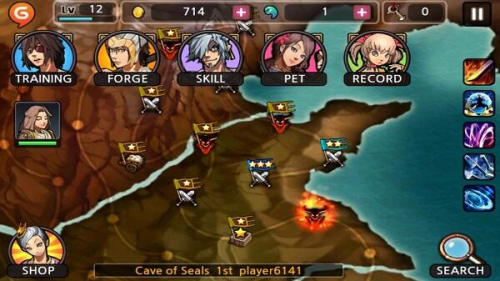 G Lv 12 714 + 1 + 0
TRAINING FORGE SKILL PET RECORD
SHOP Cave of Seals 1st player6141 SEARCH